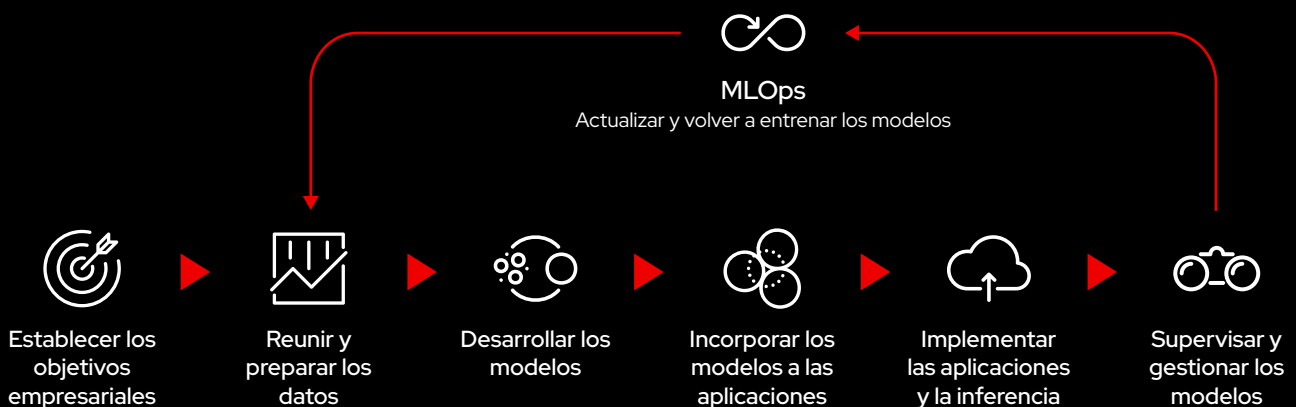 MLOps
Actualizar y volver a entrenar los modelos
Establecer los
objetivos
empresariales
Reunir y
preparar los
datos
Desarrollar los
modelos
Incorporar los
modelos a las
aplicaciones
Implementar
las aplicaciones
y la inferencia
Supervisar y
gestionar los
modelos